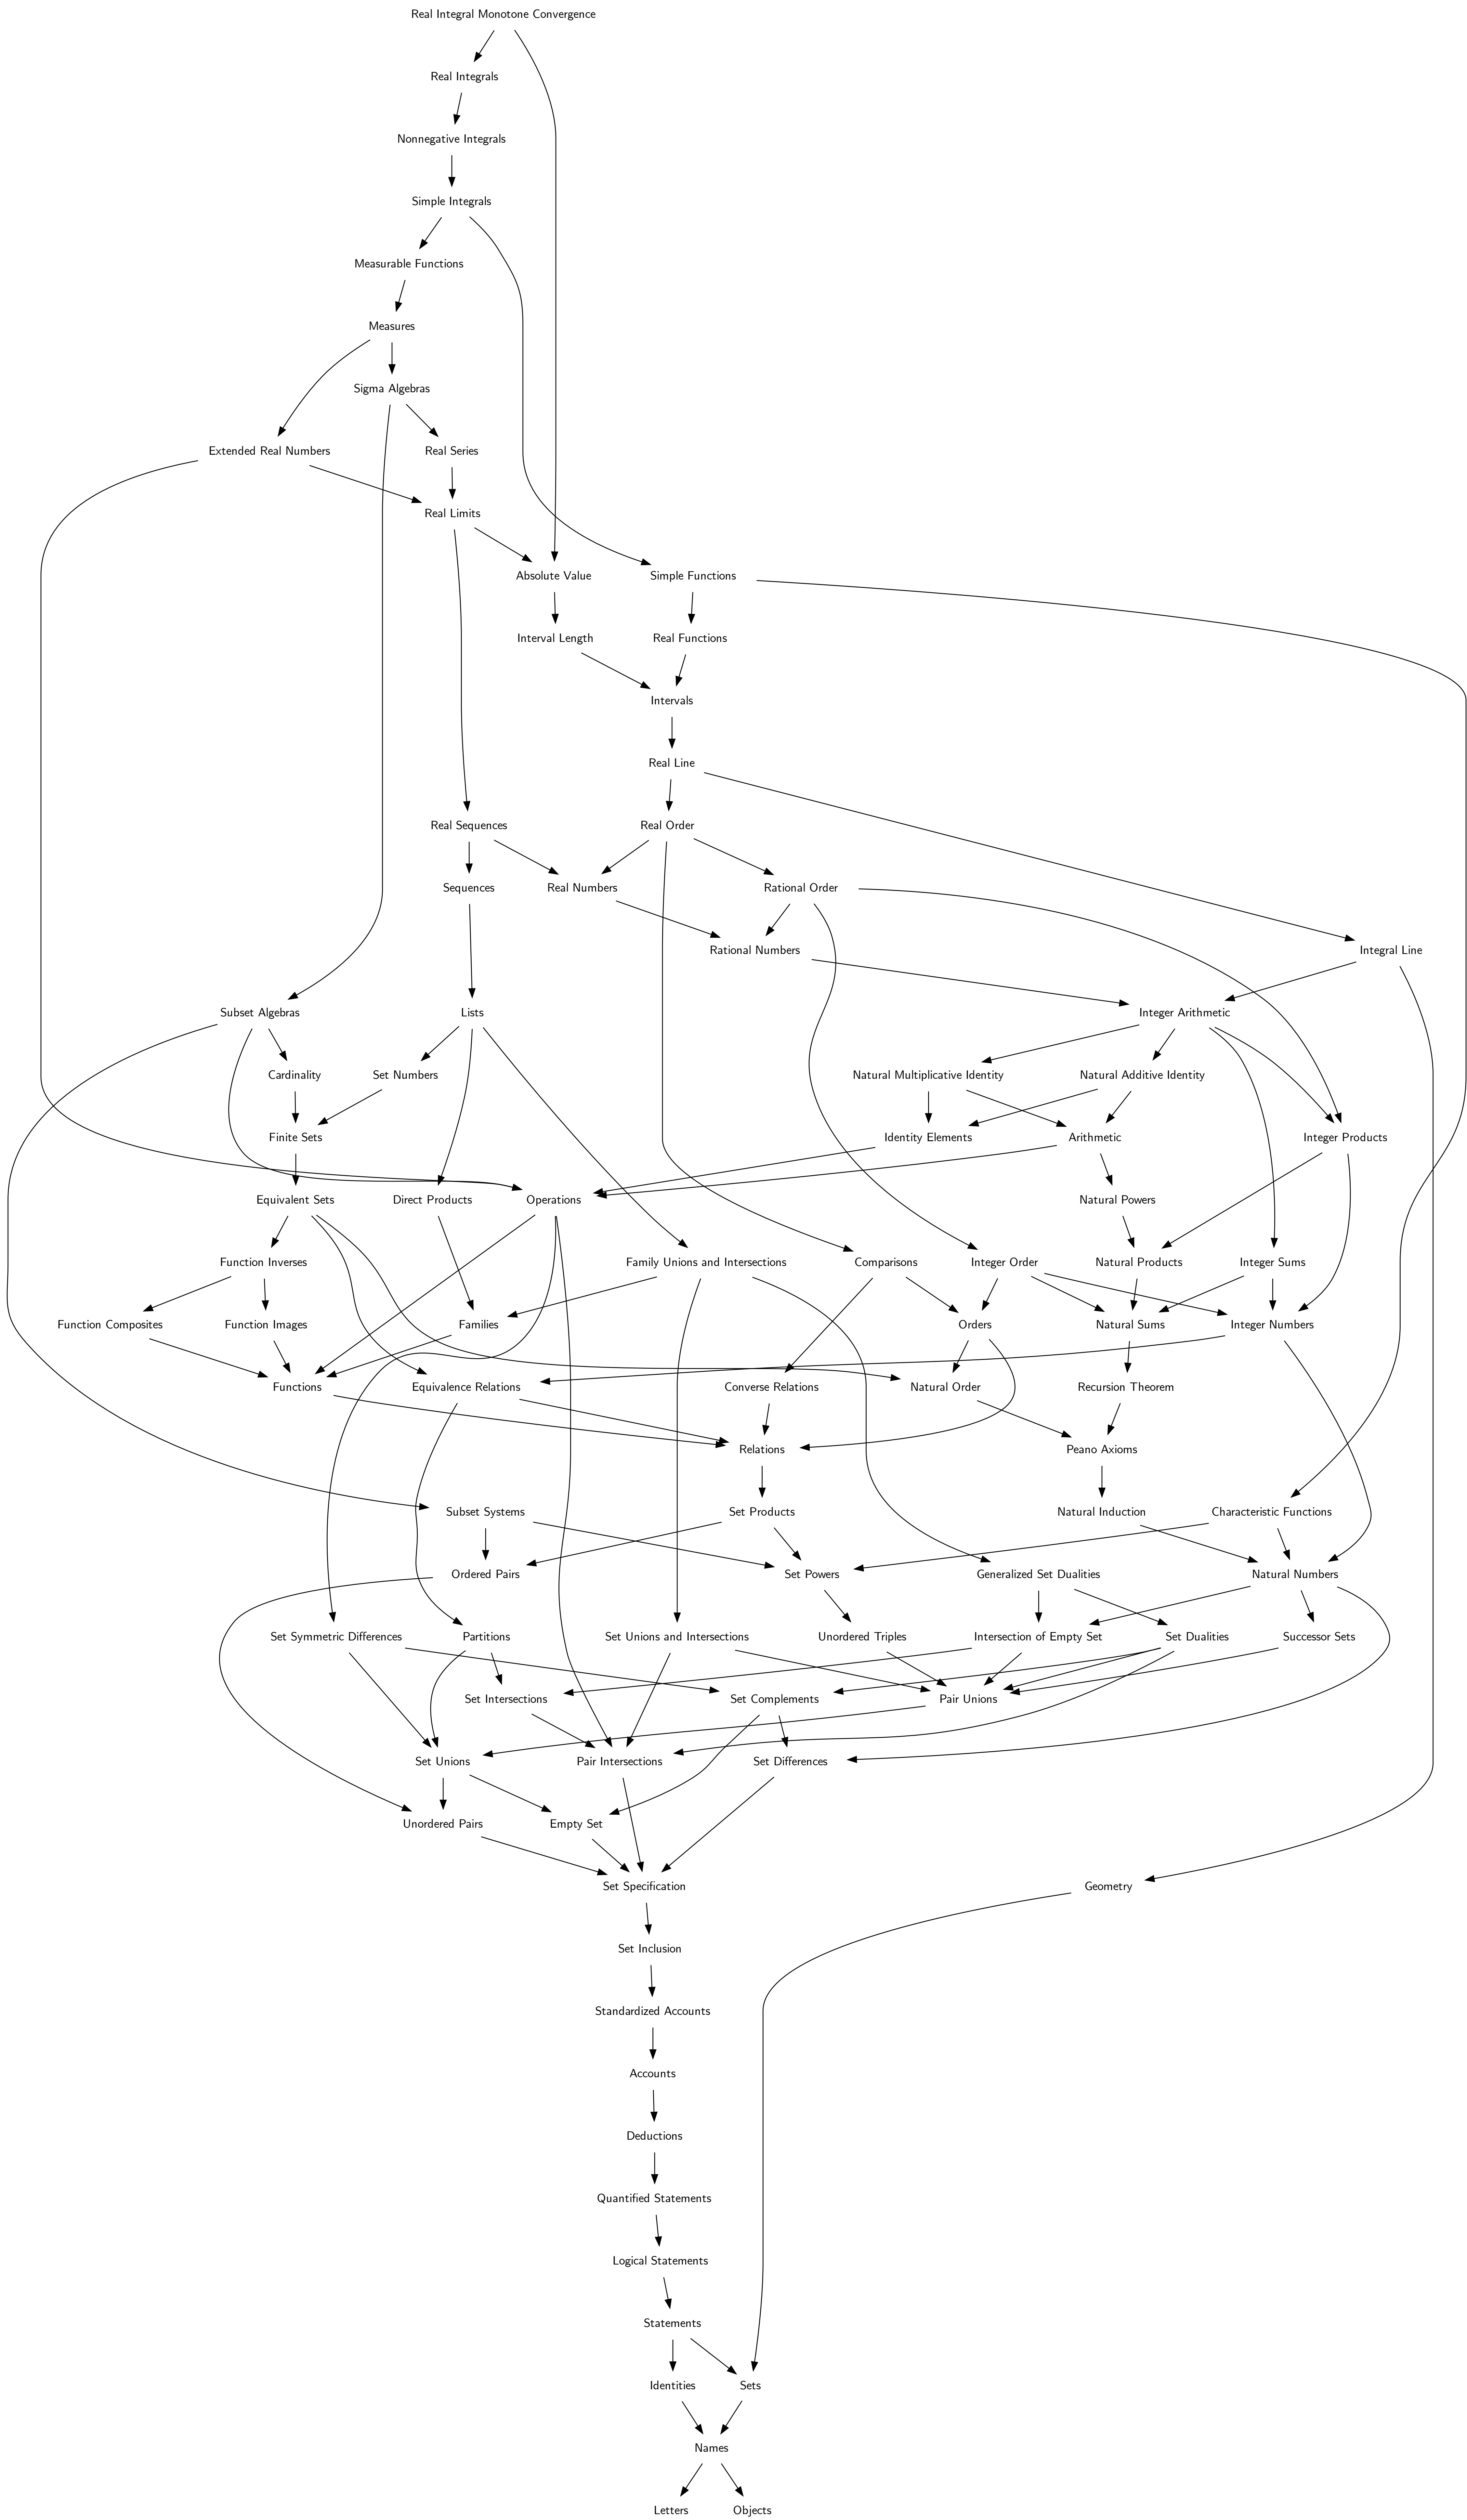 Real Integral Monotone Convergence
Real Integrals
Nonnegative Integrals
Simple Integrals
Measurable Functions
Measures
Sigma Algebras
Extended Real Numbers
Real Series
Real Limits
Absolute Value
Simple Functions
Interval Length
Real Functions
Intervals
Real Line
Real Sequences
Real Order
Sequences
Real Numbers
Rational Order
Rational Numbers
Integral Line
Subset Algebras
Lists
Integer Arithmetic
Cardinality
Set Numbers
Natural Multiplicative Identity
Natural Additive Identity
Finite Sets
Identity Elements
Arithmetic
Integer Products
Equivalent Sets
Direct Products
Operations
Natural Powers
Function Inverses
Family Unions and Intersections
Comparisons
Integer Order
Natural Products
Integer Sums
Function Composites
Function Images
Families
Orders
Natural Sums
Integer Numbers
Functions
Equivalence Relations
Converse Relations
Natural Order
Recursion Theorem
Relations
Peano Axioms
Subset Systems
Set Products
Natural Induction
Characteristic Functions
Ordered Pairs
Set Powers
Generalized Set Dualities
Natural Numbers
Set Symmetric Differences
Partitions
Set Unions and Intersections
Unordered Triples
Intersection of Empty Set
Set Dualities
Successor Sets
Set Intersections
Set Complements
Pair Unions
Set Unions
Pair Intersections
Set Differences
Unordered Pairs
Empty Set
Set Specification
Geometry
Set Inclusion
Standardized Accounts
Accounts
Deductions
Quantified Statements
Logical Statements
Statements
Identities
Sets
Names
Letters
Objects